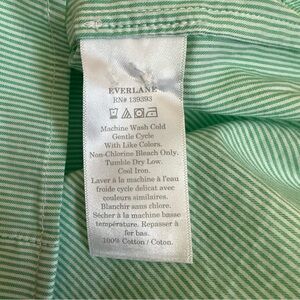 EVERLANE
RN# 139393
Machine Wash Cold
Gentle Cycle
With Like Colors.
Non-Chlorine Bleach Only.
Tumble Dry Low.
Cool Iron.
Laver à la machine à l'eau
froide cycle délicat avec
couleurs similaires.
Blanchir sans chlore.
Sécher à la machine basse
température. Repasser à
fer bas.
100% Cotton / Coton.